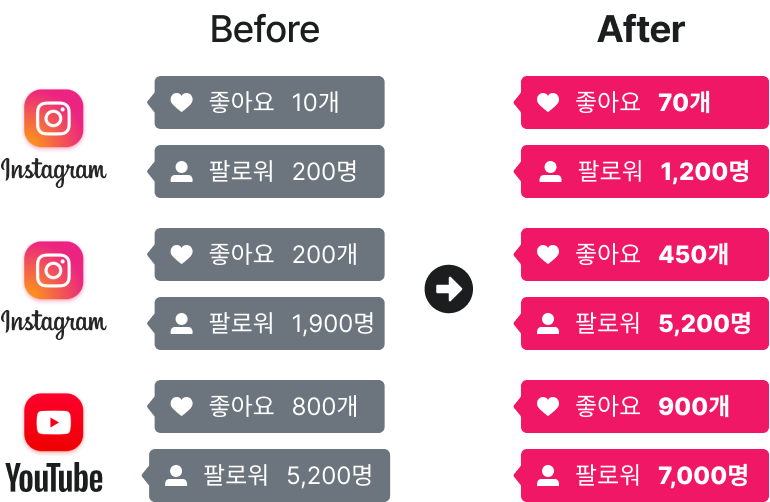 Before After
Instagram
좋아요 10개
팔로워 200명
좋아요 70개
팔로워 1,200명
Instagram
좋아요 200개
팔로워 1,900명
좋아요 450개
팔로워 5,200명
YouTube
좋아요 800개
팔로워 5,200명
좋아요 900개
팔로워 7,000명